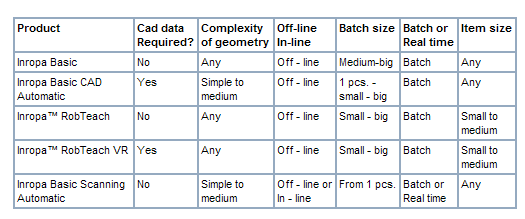 Product Cad data Required? Complexity of geometry Off-line In-line Batch size Batch or Real time Item size
Inropa Basic No Any Off - line Medium-big Batch Any
Inropa Basic CAD Automatic Yes Simple to medium Off - line 1 pcs. - small - big Batch Any
Inropa™ RobTeach No Any Off - line Small - big Batch Small to medium
Inropa™ RobTeach VR Yes Any Off - line Small - big Batch Small to medium
Inropa Basic Scanning Automatic No Simple to medium Off - line or In - line From 1 pcs. Batch or Real time Any